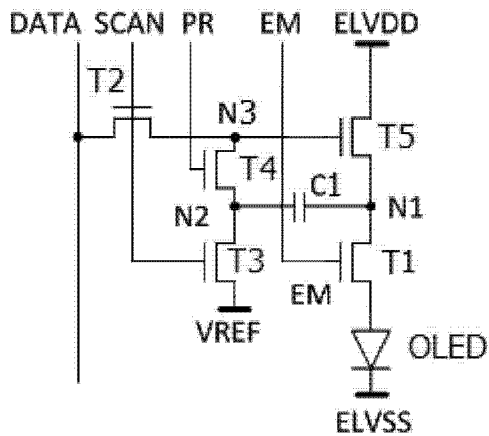 DATA SCAN PR EM ELVDD
T2
N3
T5
T4
C1
N2
N1
T3
T1
EM
VREF
OLED
ELVSS